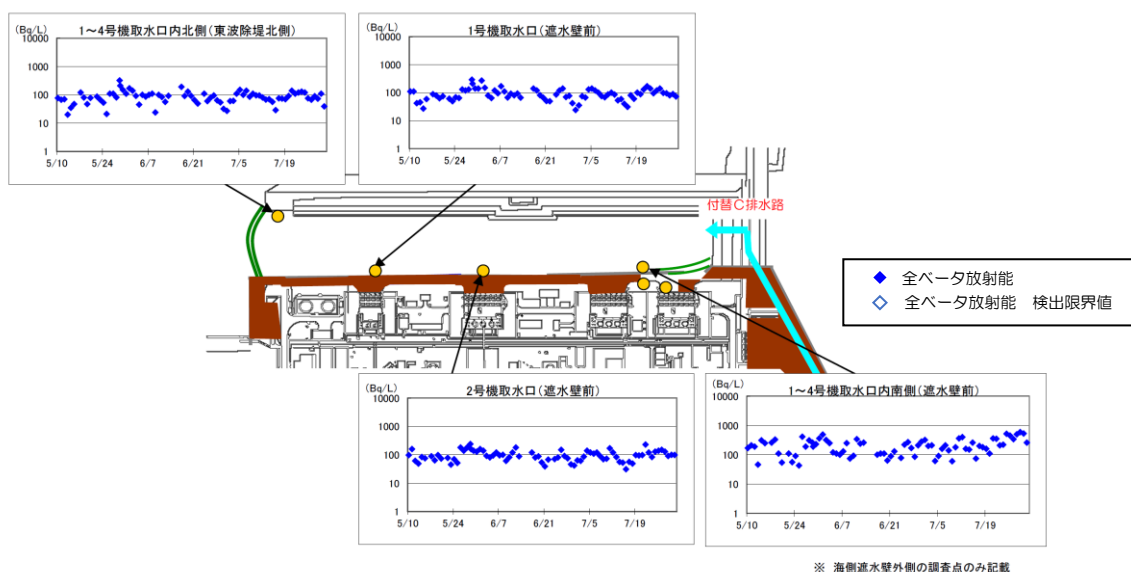 (Bq/L)
1～4号機取水口内北側(東波除堤北側)
10000
1000
100
10
1
5/10 5/24 6/7 6/21 7/5 7/19
(Bq/L)
1号機取水口(遮水壁前)
10000
1000
100
10
1
5/10 5/24 6/7 6/21 7/5 7/19
付替C排水路
◆ 全ベータ放射能
◇ 全ベータ放射能 検出限界値
(Bq/L)
2号機取水口(遮水壁前)
10000
1000
100
10
1
5/10 5/24 6/7 6/21 7/5 7/19
(Bq/L)
1～4号機取水口内南側(遮水壁前)
10000
1000
100
10
1
5/10 5/24 6/7 6/21 7/5 7/19
※ 海側遮水壁外側の調査点のみ記載